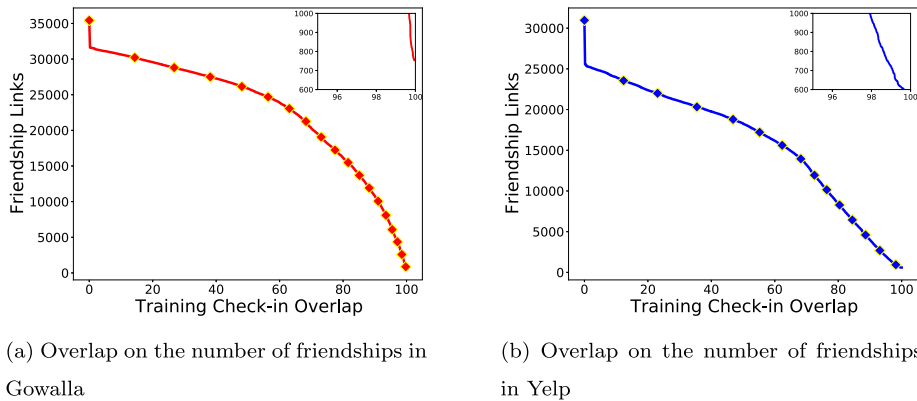 35000
30000
25000
20000
15000
10000
5000
0
Friendship Links
1000
900
800
700
600
96 98 100
0 20 40 60 80 100
Training Check-in Overlap
30000
25000
20000
15000
10000
5000
0
Friendship Links
1000
900
800
700
600
96 98 100
0 20 40 60 80 100
Training Check-in Overlap
(a) Overlap on the number of friendships in
Gowalla
(b) Overlap on the number of friendships
in Yelp